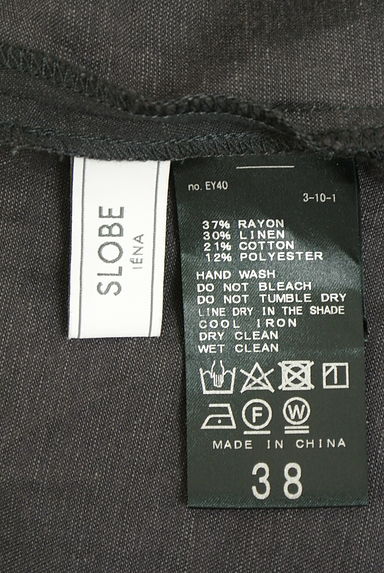 SLOBE
IÉNA
no. EY40
3-10-1
37% RAYON
30% LINEN
21% COTTON
12% POLYESTER
HAND WASH
DO NOT BLEACH
DO NOT TUMBLE DRY
LINE DRY IN THE SHADE
COOL IRON
DRY CLEAN
WET CLEAN
F W
MADE IN CHINA
38